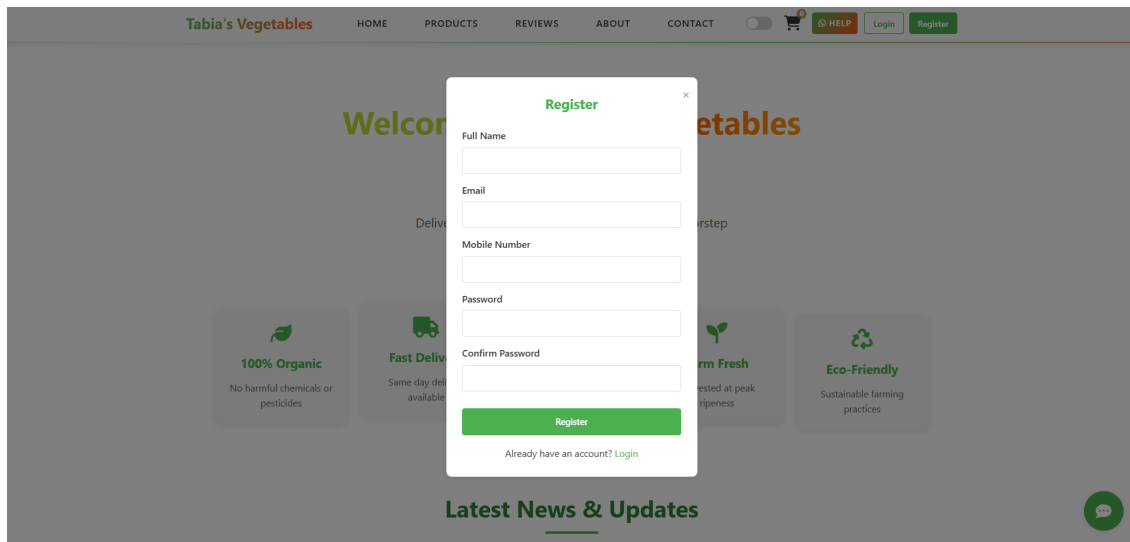 Tabia's Vegetables HOME PRODUCTS REVIEWS ABOUT CONTACT 0 HELP Login Register
Register ×
Welcom etables
Full Name
Email
Delive rstep
Mobile Number
Password
Confirm Password
100% Organic
No harmful chemicals or
pesticides
Fast Deliv
Same day deli
available
rm Fresh
ested at peak
ripeness
Eco-Friendly
Sustainable farming
practices
Register
Already have an account? Login
Latest News & Updates